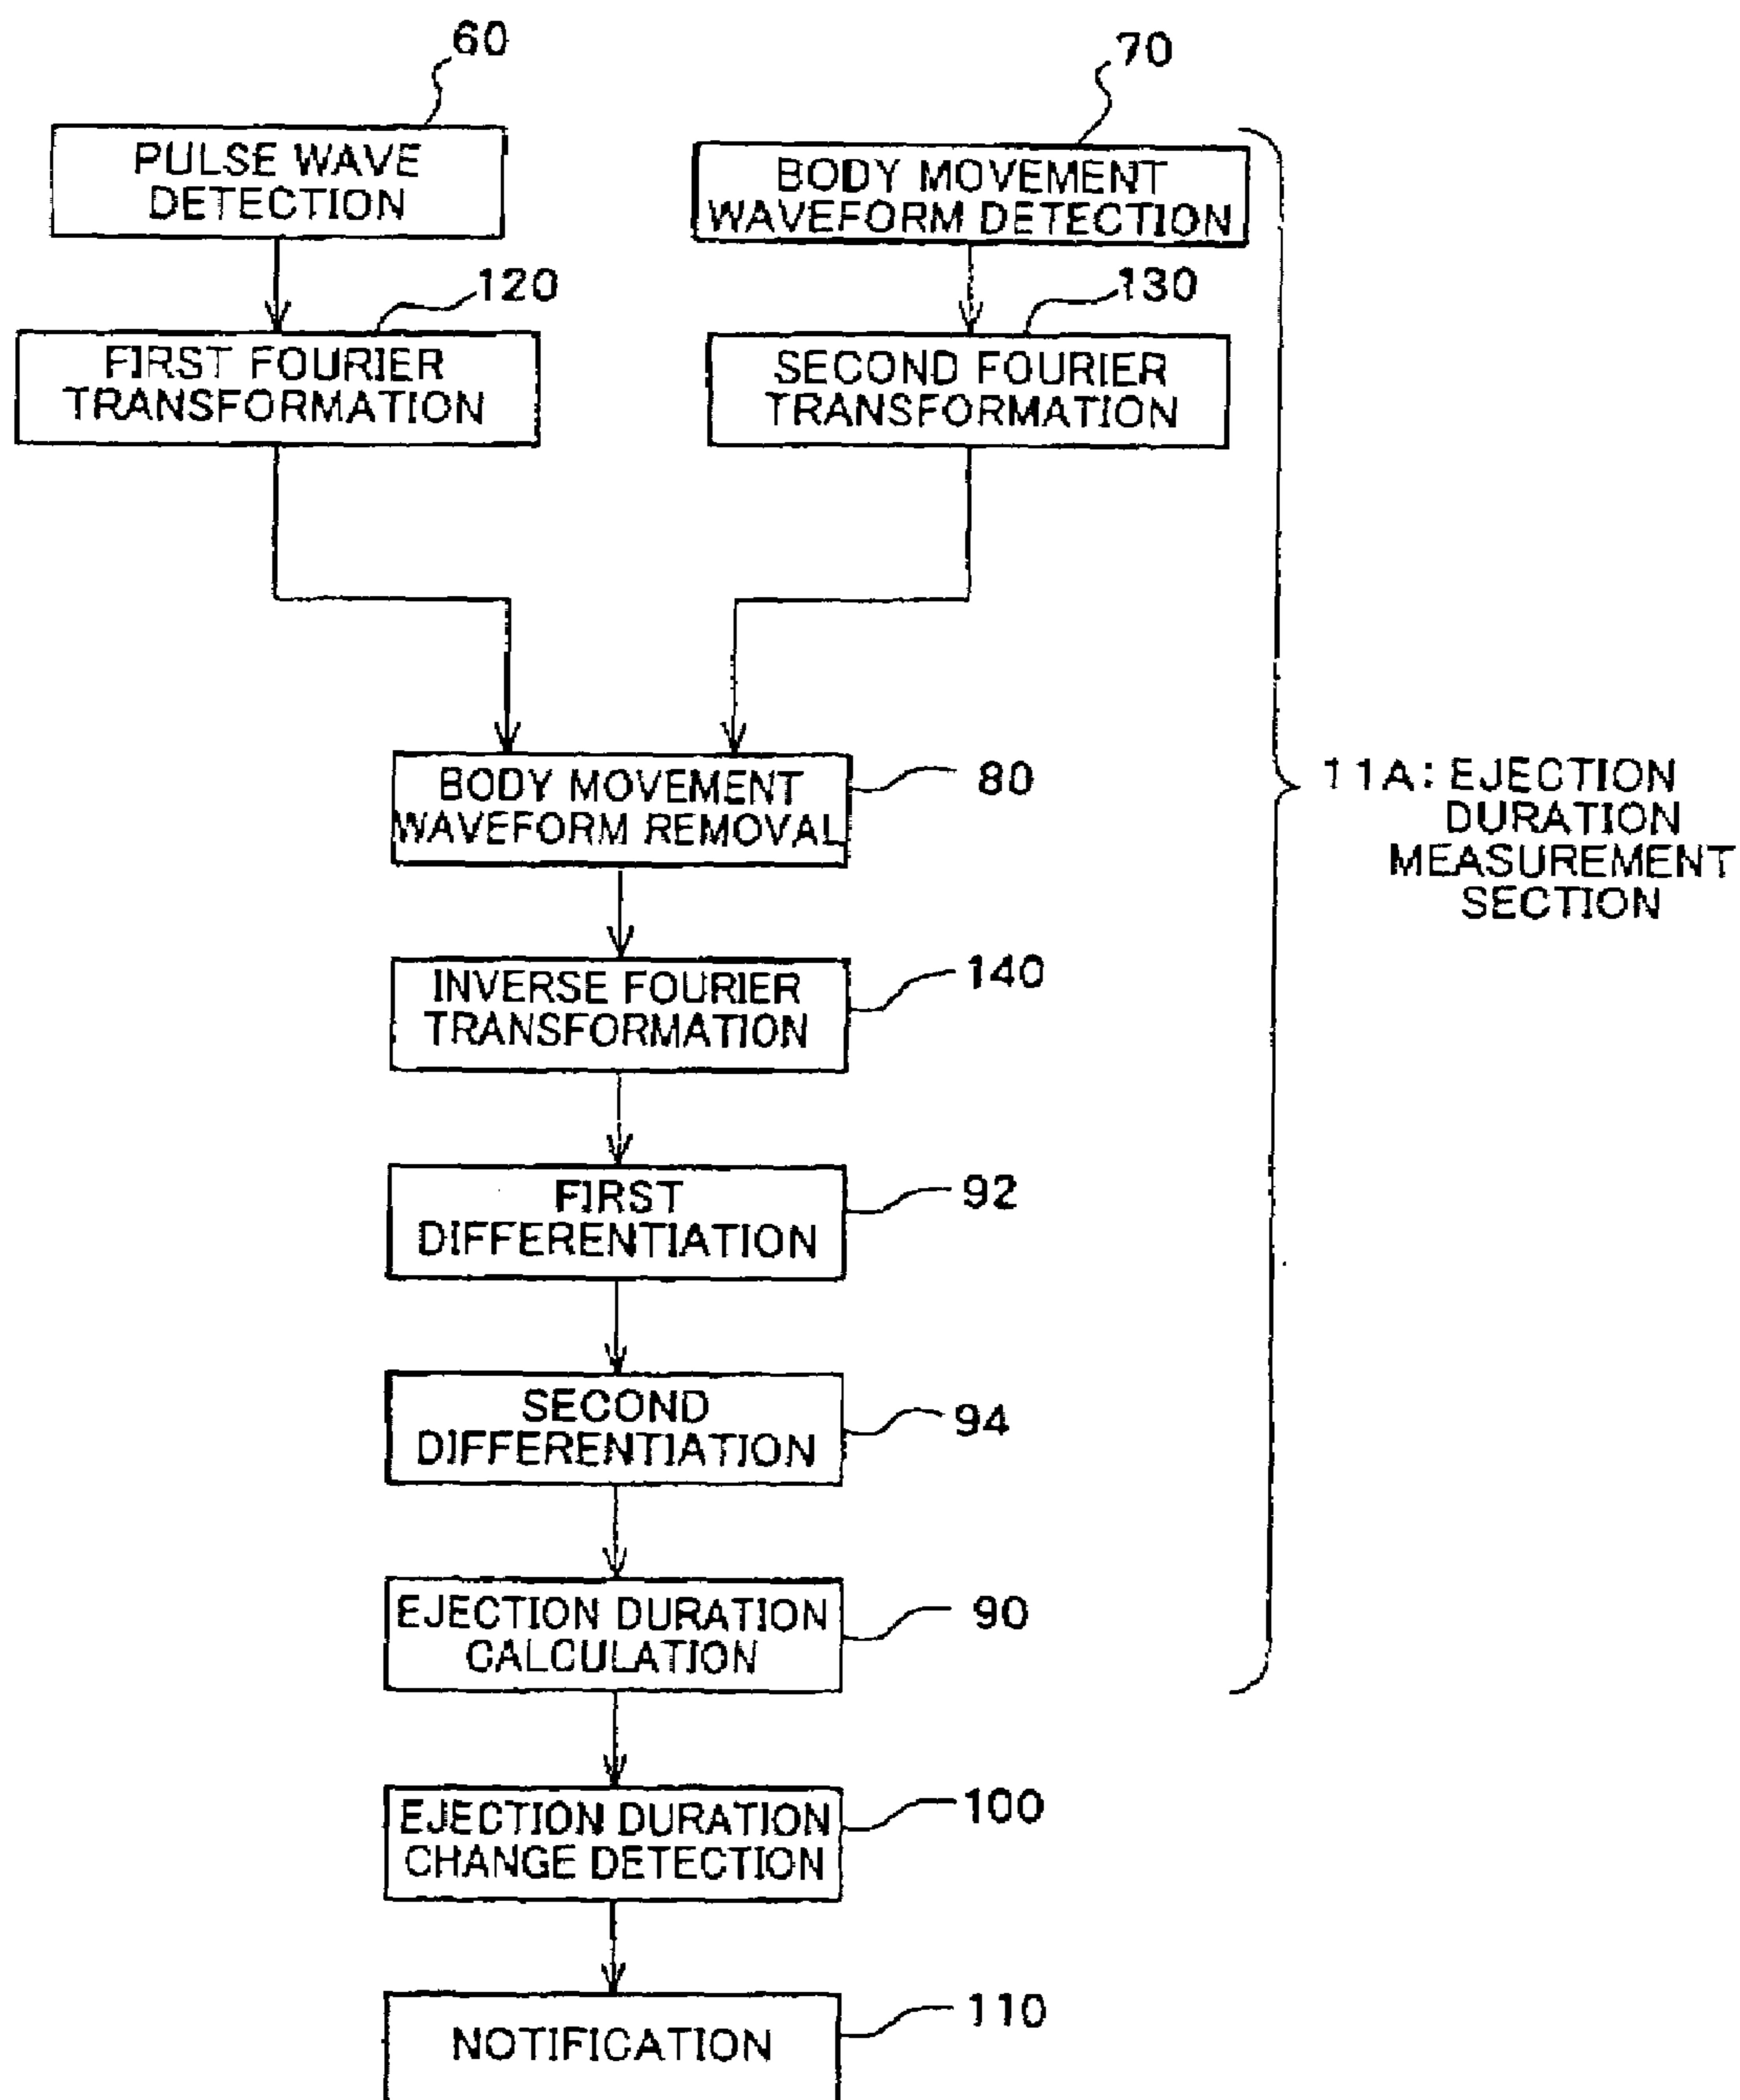 60
70
PULSE WAVE
DETECTION
BODY MOVEMENT
WAVEFORM DETECTION
120
130
FIRST FOURIER
TRANSFORMATION
SECOND FOURIER
TRANSFORMATION
BODY MOVEMENT
WAVEFORM REMOVAL
80
11A: EJECTION
DURATION
MEASUREMENT
SECTION
INVERSE FOURIER
TRANSFORMATION
140
FIRST
DIFFERENTIATION
92
SECOND
DIFFERENTIATION
94
EJECTION DURATION
CALCULATION
90
EJECTION DURATION
CHANGE DETECTION
100
NOTIFICATION
110